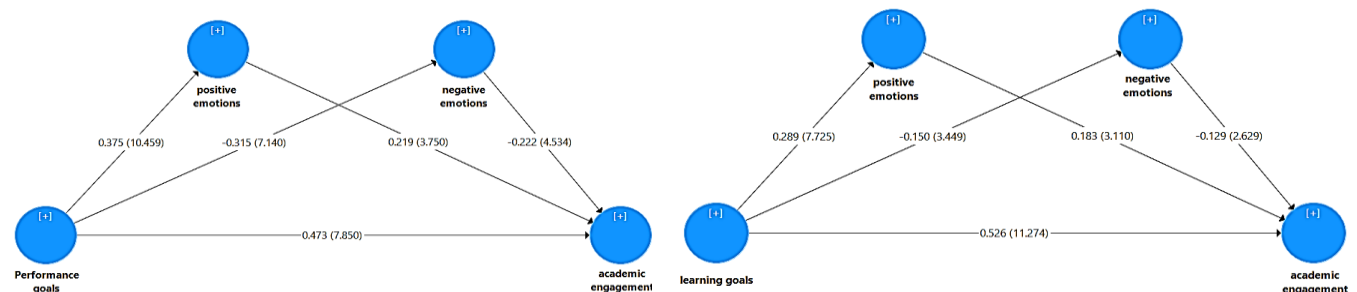 [+]
[+]
positive
emotions
negative
emotions
0.375 (10.459)
-0.315 (7.140)
0.219 (3.750)
-0.222 (4.534)
[+]
[+]
0.473 (7.850)
Performance
goals
academic
engagement
[+]
[+]
positive
emotions
negative
emotions
0.289 (7.725)
-0.150 (3.449)
0.183 (3.110)
-0.129 (2.629)
[+]
[+]
0.526 (11.274)
learning goals
academic
engagement